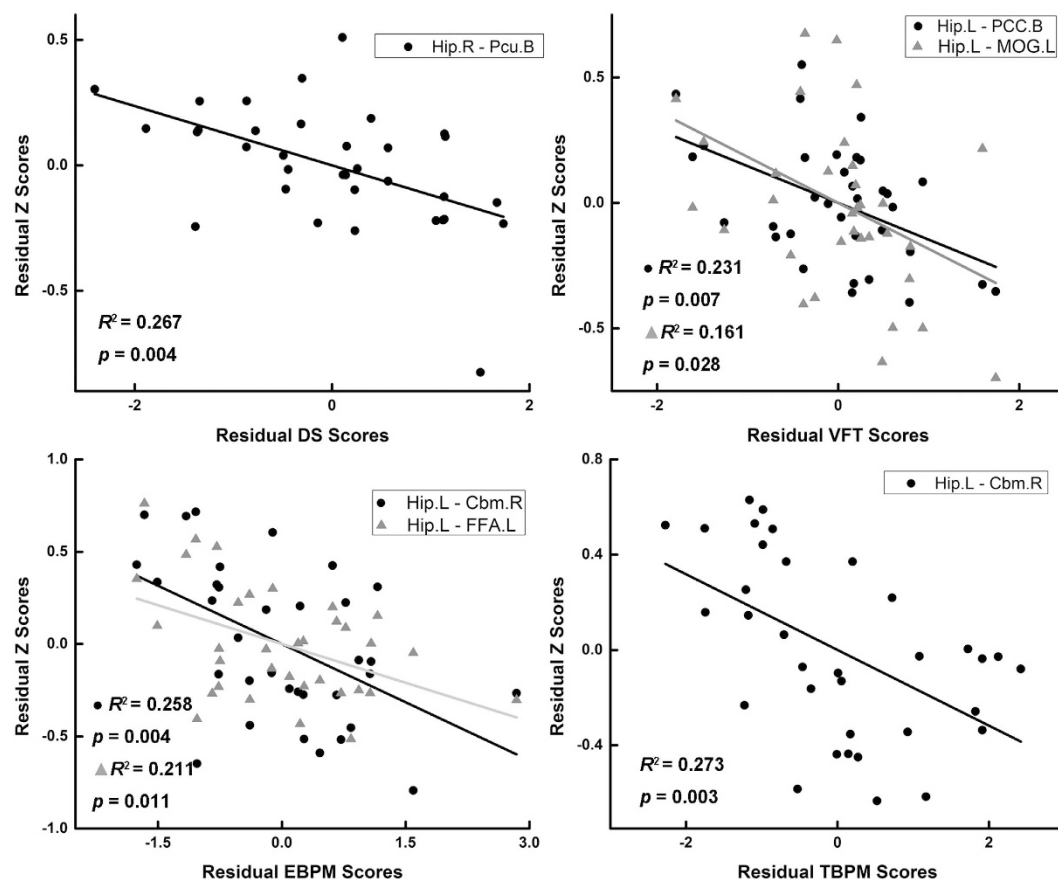 0.5
0.0
-0.5
Residual Z Scores
Hip.R - Pcu.B
R² = 0.267
p = 0.004
-2
0
2
Residual DS Scores
0.5
0.0
-0.5
Residual Z Scores
Hip.L - PCC.B
Hip.L - MOG.L
R² = 0.231
p = 0.007
R² = 0.161
p = 0.028
-2
0
2
Residual VFT Scores
1.0
0.5
0.0
-0.5
-1.0
Residual Z Scores
Hip.L - Cbm.R
Hip.L - FFA.L
R² = 0.258
p = 0.004
R² = 0.211
p = 0.011
-1.5
0.0
1.5
3.0
Residual EBPM Scores
0.8
0.4
0.0
-0.4
Residual Z Scores
Hip.L - Cbm.R
R² = 0.273
p = 0.003
-2
0
2
Residual TBPM Scores